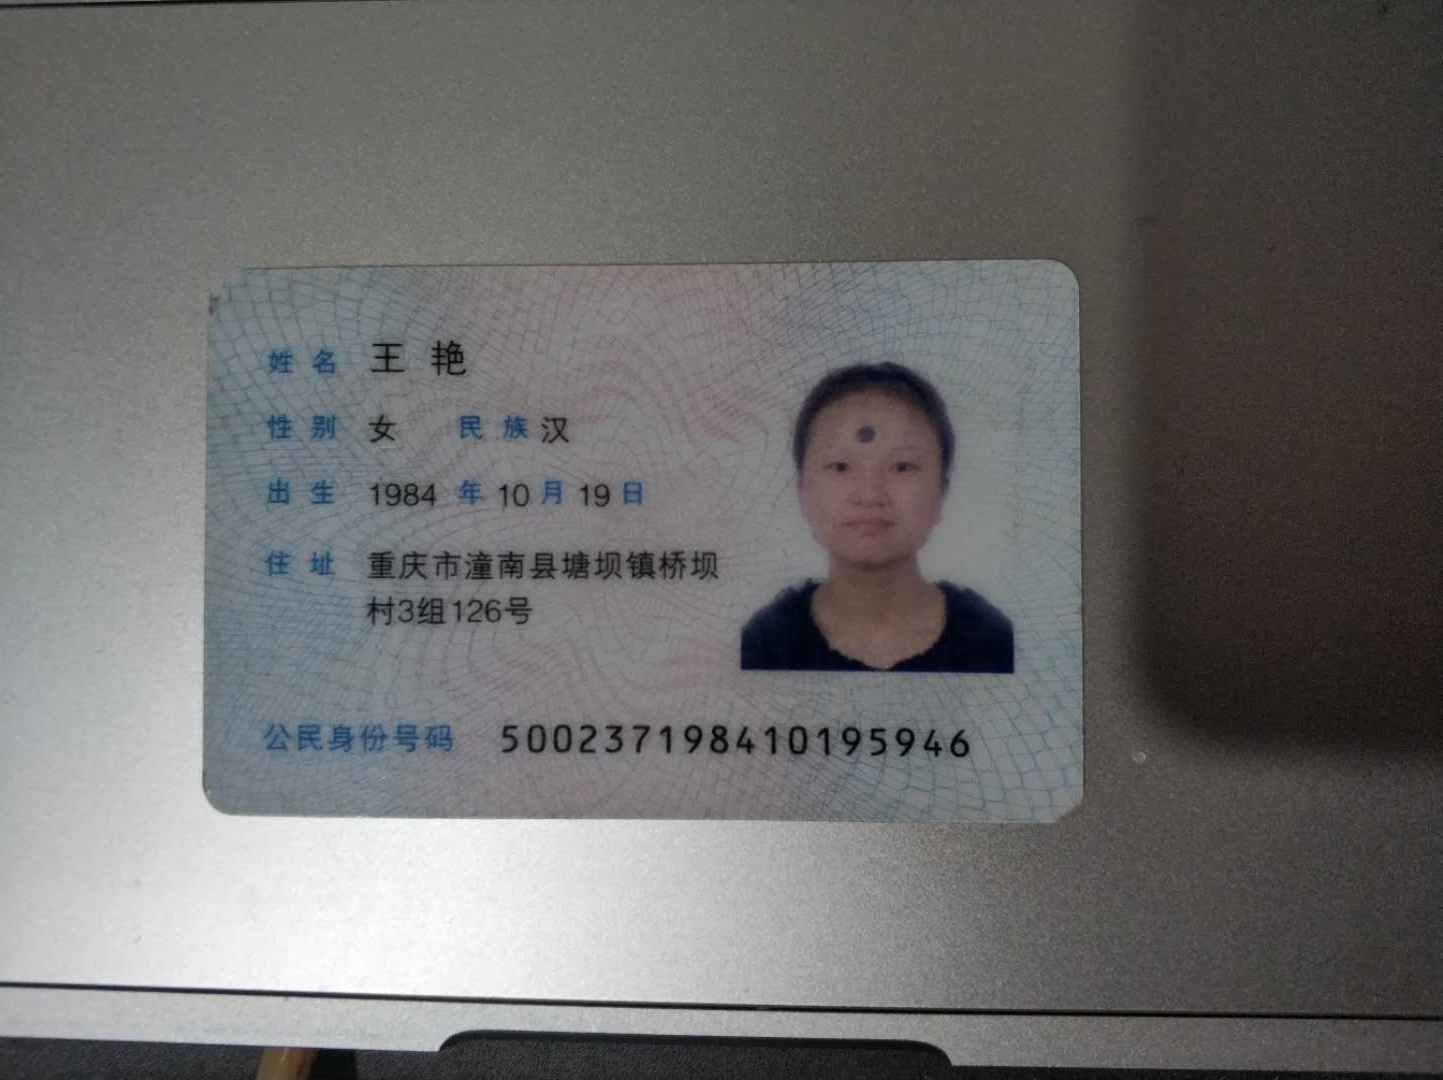 姓名 王艳
性别 女 民族 汉
出生 1984 年 10 月 19 日
住址 重庆市潼南县塘坝镇桥坝
村3组126号
公民身份号码 500237198410195946